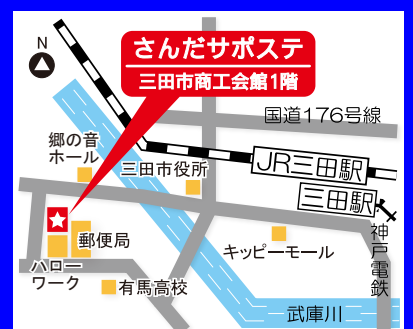 さんだサポステ
三田市商工会館1階
N
国道176号線
郷の音
ホール
三田市役所
JR三田駅
三田駅
神戸電鉄
郵便局
キッピーモール
ハロー
ワーク
有馬高校
武庫川